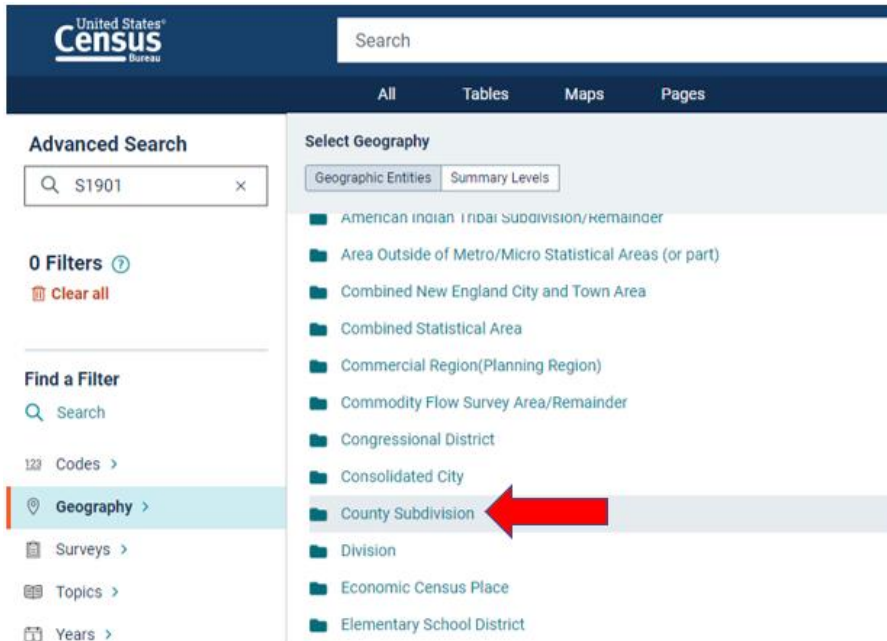 United States®
Census
Bureau
Search
All Tables Maps Pages
Advanced Search
S1901 ×
0 Filters ?
Clear all
Find a Filter
Search
123 Codes >
Geography >
Surveys >
Topics >
1 Years >
Select Geography
Geographic Entities Summary Levels
American Indian Tribal Subdivision/Remainder
Area Outside of Metro/Micro Statistical Areas (or part)
Combined New England City and Town Area
Combined Statistical Area
Commercial Region(Planning Region)
Commodity Flow Survey Area/Remainder
Congressional District
Consolidated City
County Subdivision
Division
Economic Census Place
Elementary School District